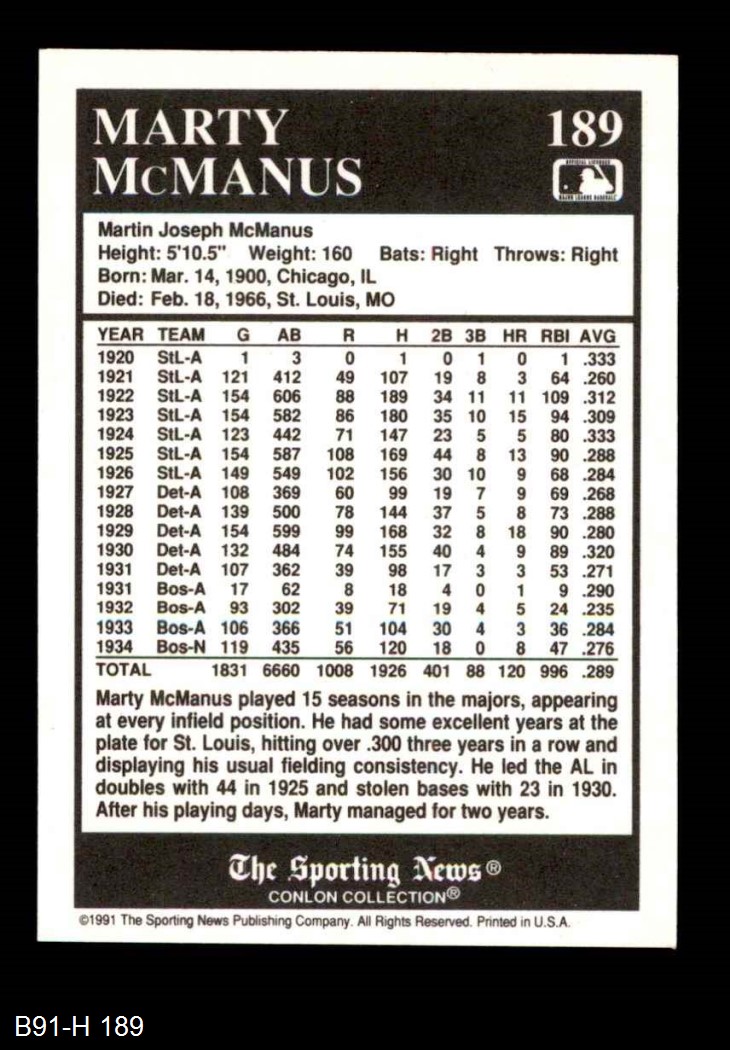 MARTY 189
McMANUS
OFFICIAL LICENSEE
MAJOR LEAGUE BASEBALL
Martin Joseph McManus
Height: 5'10.5" Weight: 160 Bats: Right Throws: Right
Born: Mar. 14, 1900, Chicago, IL
Died: Feb. 18, 1966, St. Louis, MO
YEAR TEAM G AB R H 2B 3B HR RBI AVG
1920 StL-A 1 3 0 1 0 1 0 1 .333
1921 StL-A 121 412 49 107 19 8 3 64 .260
1922 StL-A 154 606 88 189 34 11 11 109 .312
1923 StL-A 154 582 86 180 35 10 15 94 .309
1924 StL-A 123 442 71 147 23 5 5 80 .333
1925 StL-A 154 587 108 169 44 8 13 90 .288
1926 StL-A 149 549 102 156 30 10 9 68 .284
1927 Det-A 108 369 60 99 19 7 9 69 .268
1928 Det-A 139 500 78 144 37 5 8 73 .288
1929 Det-A 154 599 99 168 32 8 18 90 .280
1930 Det-A 132 484 74 155 40 4 9 89 .320
1931 Det-A 107 362 39 98 17 3 3 53 .271
1931 Bos-A 17 62 8 18 4 0 1 9 .290
1932 Bos-A 93 302 39 71 19 4 5 24 .235
1933 Bos-A 106 366 51 104 30 4 3 36 .284
1934 Bos-N 119 435 56 120 18 0 8 47 .276
TOTAL 1831 6660 1008 1926 401 88 120 996 .289
Marty McManus played 15 seasons in the majors, appearing
at every infield position. He had some excellent years at the
plate for St. Louis, hitting over .300 three years in a row and
displaying his usual fielding consistency. He led the AL in
doubles with 44 in 1925 and stolen bases with 23 in 1930.
After his playing days, Marty managed for two years.
The Sporting News®
CONLON COLLECTION®
©1991 The Sporting News Publishing Company. All Rights Reserved. Printed in U.S.A.
B91-H 189